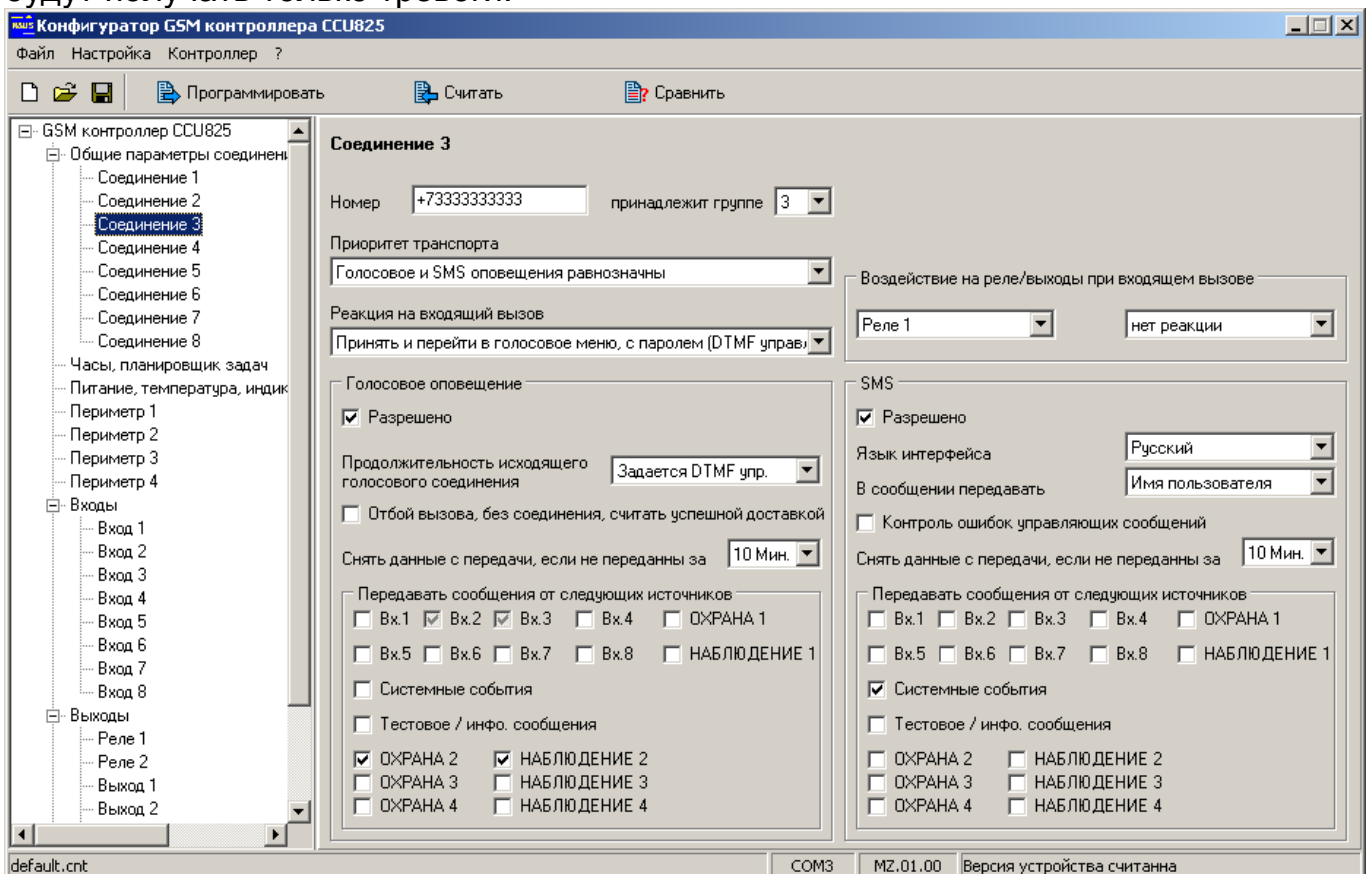 будут получать только тревоги.
Конфигуратор GSM контроллера CCU825
Файл Настройка Контроллер ?
Программировать Считать Сравнить
GSM контроллер CCU825
Общие параметры соединени
Соединение 1
Соединение 2
Соединение 3
Соединение 4
Соединение 5
Соединение 6
Соединение 7
Соединение 8
Часы, планировщик задач
Питание, температура, индик
Периметр 1
Периметр 2
Периметр 3
Периметр 4
Входы
Вход 1
Вход 2
Вход 3
Вход 4
Вход 5
Вход 6
Вход 7
Вход 8
Выходы
Реле 1
Реле 2
Выход 1
Выход 2
Соединение 3
Номер +73333333333 принадлежит группе 3
Приоритет транспорта
Голосовое и SMS оповещения равнозначны
Реакция на входящий вызов
Принять и перейти в голосовое меню, с паролем (DTMF управл
Воздействие на реле/выходы при входящем вызове
Реле 1 нет реакции
Голосовое оповещение
Разрешено
Продолжительность исходящего
голосового соединения
Задается DTMF упр.
Отбой вызова, без соединения, считать успешной доставкой
Снять данные с передачи, если не переданны за 10 Мин.
Передавать сообщения от следующих источников
Вх.1 Вх.2 Вх.3 Вх.4 ОХРАНА 1
Вх.5 Вх.6 Вх.7 Вх.8 НАБЛЮДЕНИЕ 1
Системные события
Тестовое / инфо. сообщения
ОХРАНА 2 НАБЛЮДЕНИЕ 2
ОХРАНА 3 НАБЛЮДЕНИЕ 3
ОХРАНА 4 НАБЛЮДЕНИЕ 4
SMS
Разрешено
Язык интерфейса Русский
В сообщении передавать Имя пользователя
Контроль ошибок управляющих сообщений
Снять данные с передачи, если не переданны за 10 Мин.
Передавать сообщения от следующих источников
Вх.1 Вх.2 Вх.3 Вх.4 ОХРАНА 1
Вх.5 Вх.6 Вх.7 Вх.8 НАБЛЮДЕНИЕ 1
Системные события
Тестовое / инфо. сообщения
ОХРАНА 2 НАБЛЮДЕНИЕ 2
ОХРАНА 3 НАБЛЮДЕНИЕ 3
ОХРАНА 4 НАБЛЮДЕНИЕ 4
default.cnt COM3 MZ.01.00 Версия устройства считанна